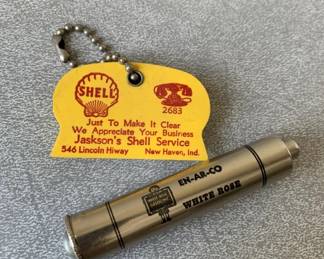 SHELL
2683
Just To Make It Clear
We Appreciate Your Business
Jaskson's Shell Service
546 Lincoln Hiway New Haven, Ind.
EN-AR-CO
WHITE ROSE